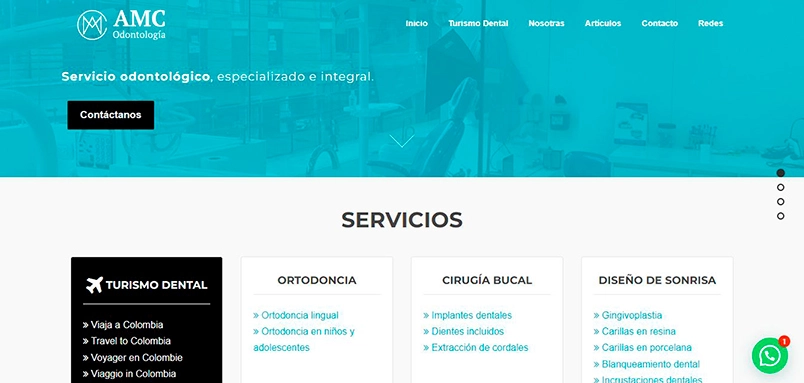 AMC
Odontología
Inicio Turismo Dental Nosotras Artículos Contacto Redes
Servicio odontológico, especializado e integral.
Contáctanos
SERVICIOS
TURISMO DENTAL
» Viaja a Colombia
» Travel to Colombia
» Voyager en Colombie
» Viaggio in Colombia
ORTODONCIA
» Ortodoncia lingual
» Ortodoncia en niños y
adolescentes
CIRUGÍA BUCAL
» Implantes dentales
» Dientes incluidos
» Extracción de cordales
DISEÑO DE SONRISA
» Gingivoplastia
» Carillas en resina
» Carillas en porcelana
» Blanqueamiento dental
» Incrustaciones dentales
1